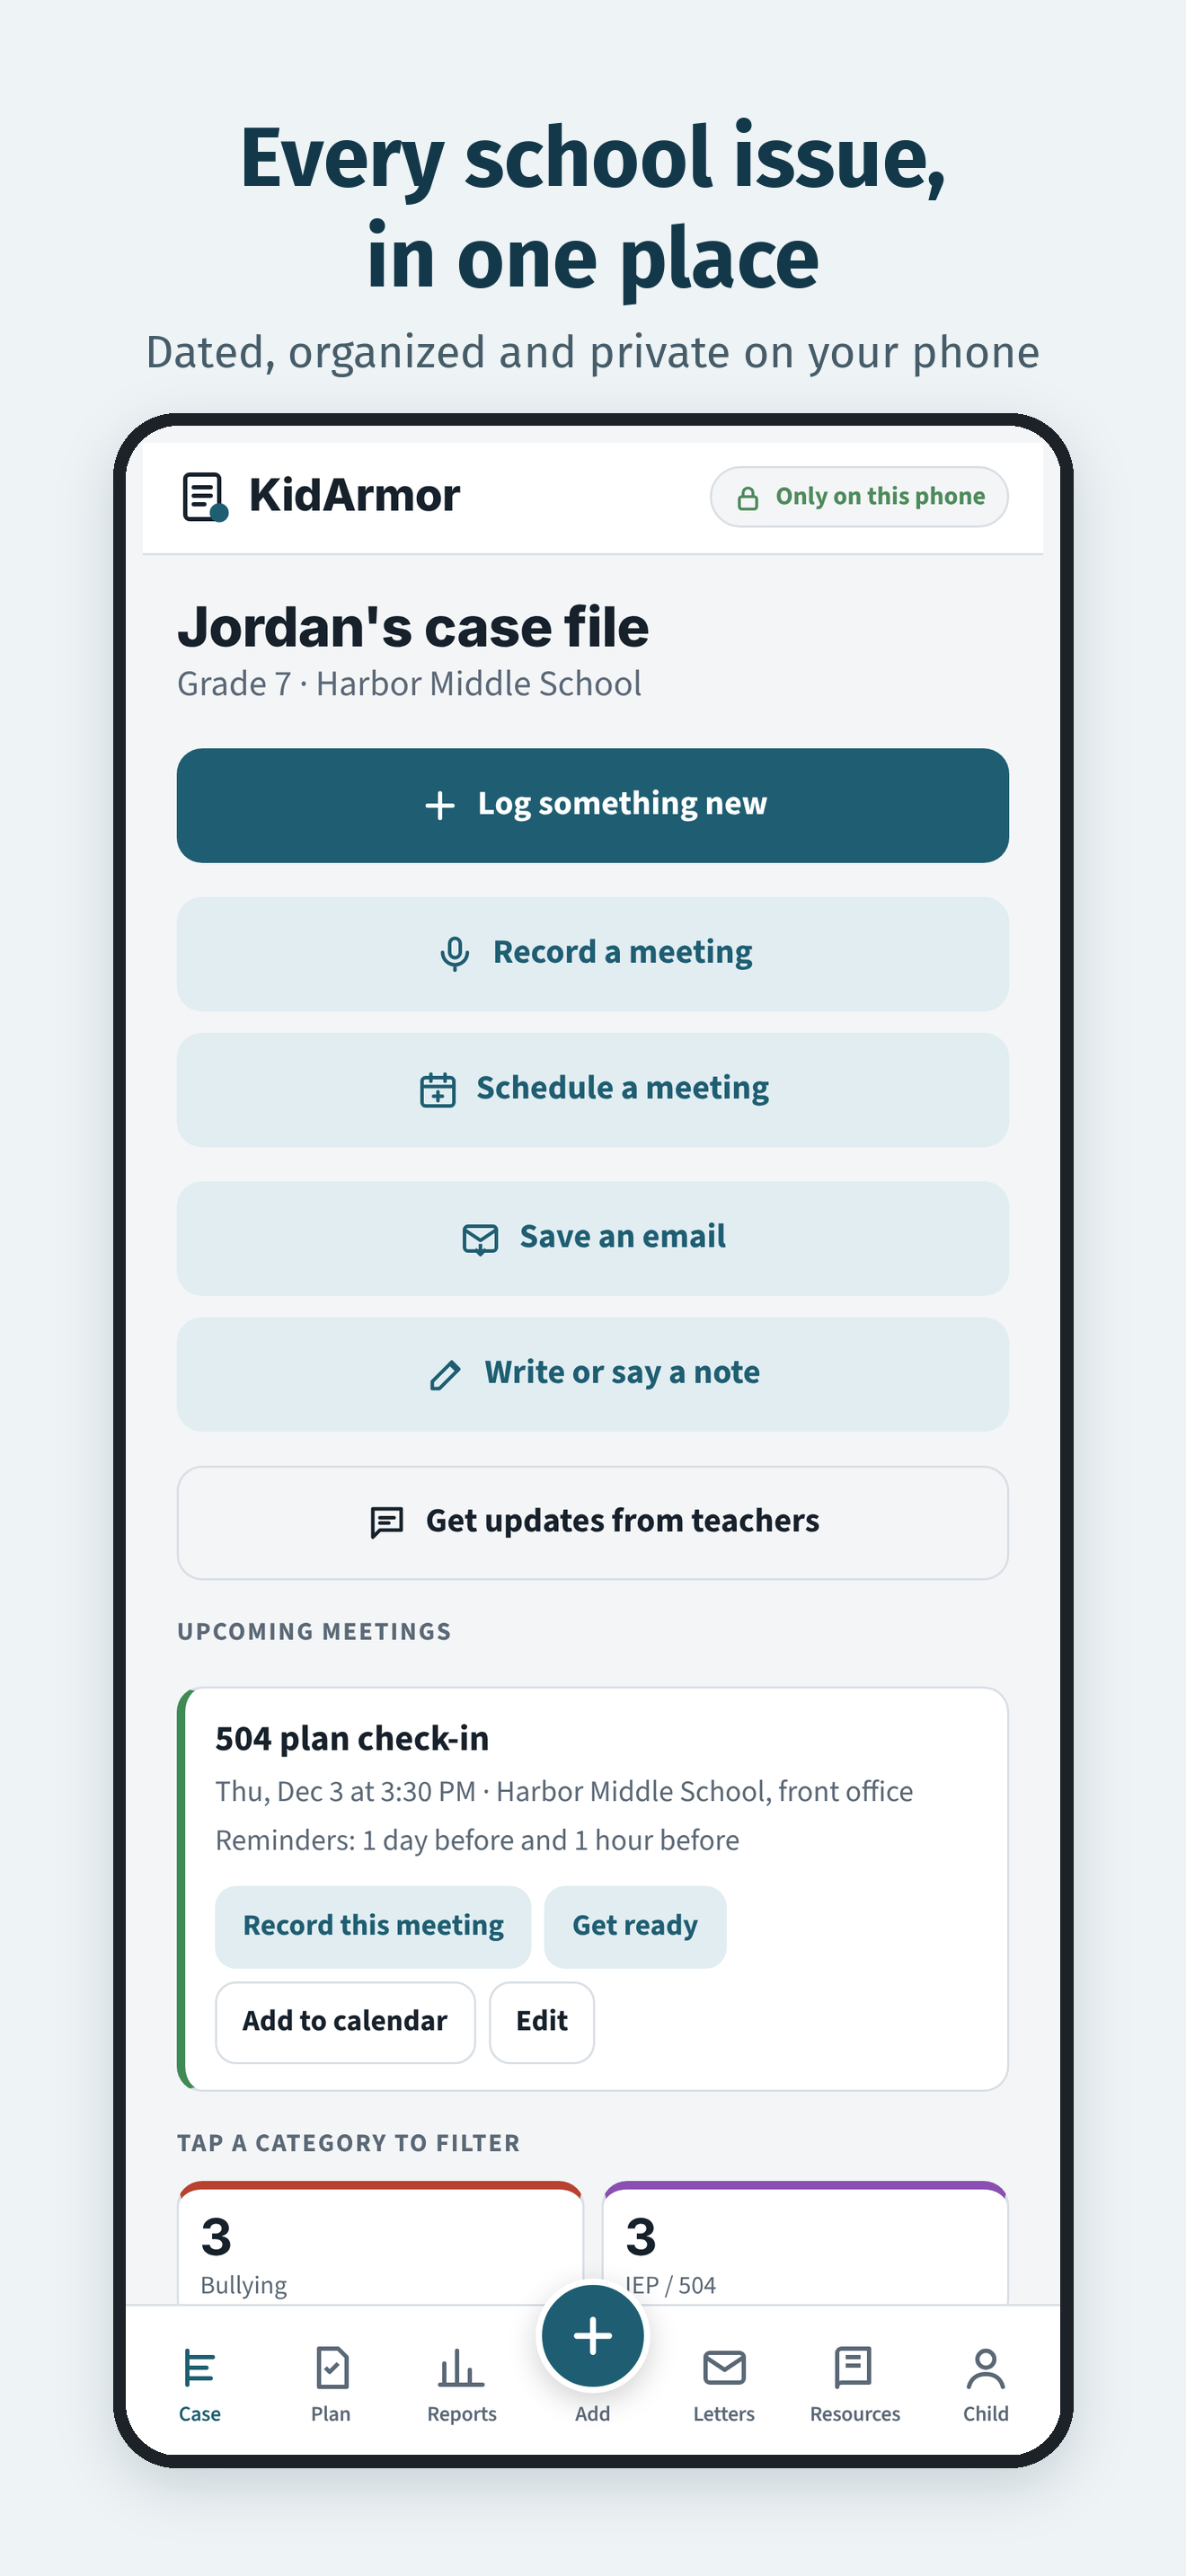 Every school issue,
in one place
Dated, organized and private on your phone
KidArmor
Only on this phone
Jordan's case file
Grade 7 · Harbor Middle School
Log something new
Record a meeting
Schedule a meeting
Save an email
Write or say a note
Get updates from teachers
UPCOMING MEETINGS
504 plan check-in
Thu, Dec 3 at 3:30 PM · Harbor Middle School, front office
Reminders: 1 day before and 1 hour before
Record this meeting Get ready
Add to calendar Edit
TAP A CATEGORY TO FILTER
3 3
Bullying IEP / 504
Case Plan Reports Add Letters Resources Child